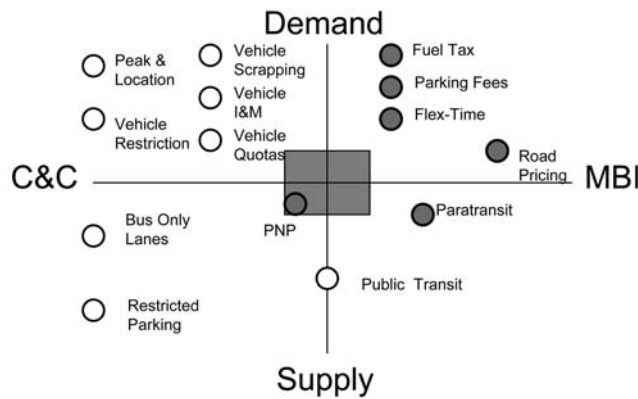 Demand
Peak &
Location
Vehicle
Scrapping
Fuel Tax
Vehicle
I&M
Parking Fees
Vehicle
Restriction
Vehicle
Quotas
Flex-Time
Road
Pricing
C&C
MBI
Bus Only
Lanes
PNP
Paratransit
Public Transit
Restricted
Parking
Supply